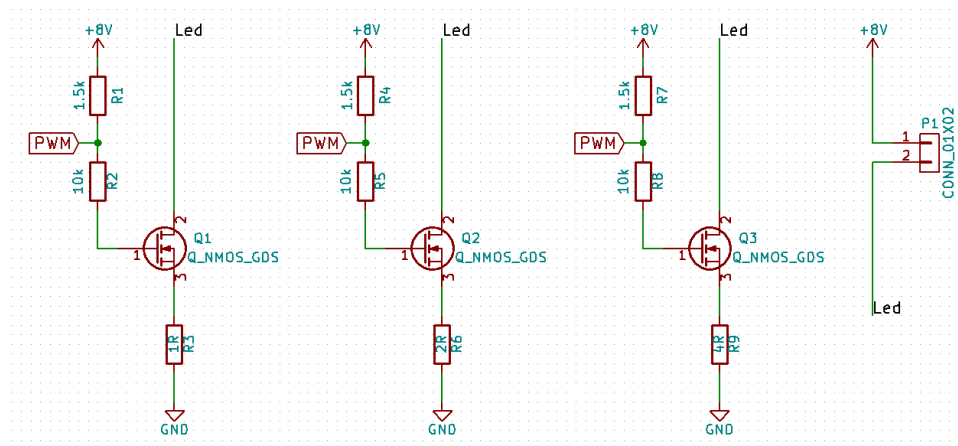 +8V
Led
1.5k
R1
PWM
10k
R2
2
Q1
1
Q_NMOS_GDS
3
1R
R3
GND
+8V
Led
1.5k
R4
PWM
10k
R5
2
Q2
1
Q_NMOS_GDS
3
2R
R6
GND
+8V
Led
1.5k
R7
PWM
10k
R8
2
Q3
1
Q_NMOS_GDS
3
4R
R9
GND
+8V
P1
1
2
CONN_01X02
Led